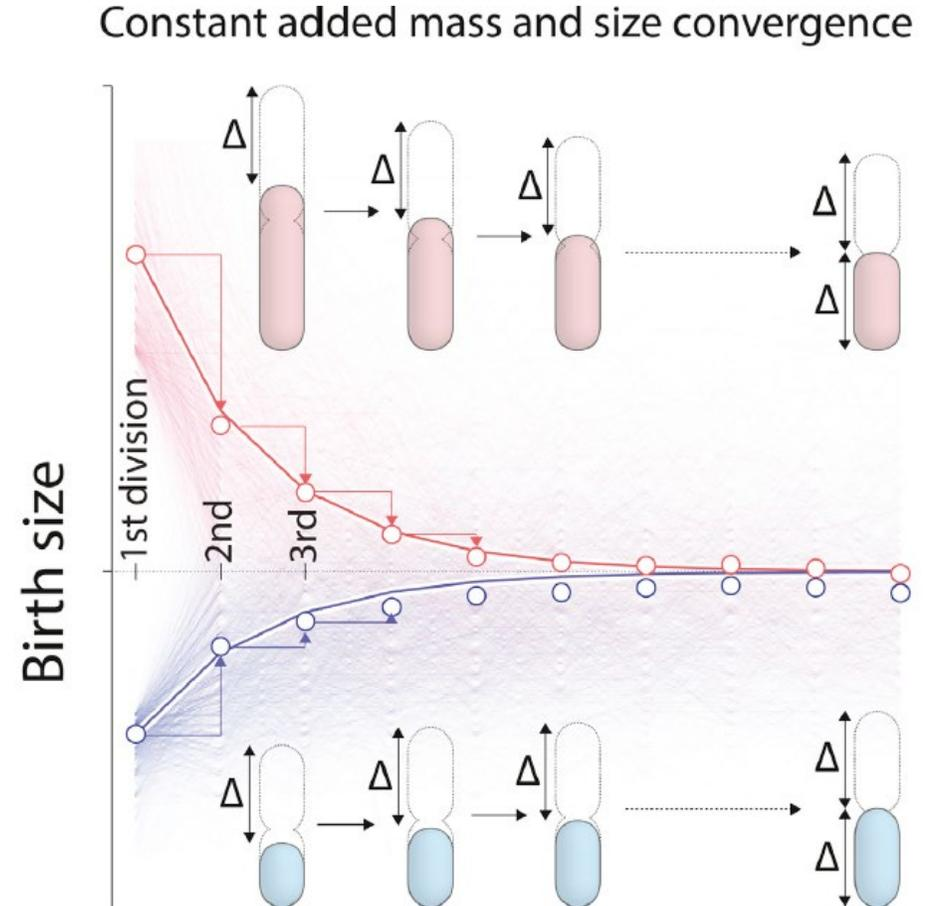 Constant added mass and size convergence
Δ
Δ
Δ
Δ
Δ
Birth size
1st division
2nd
3rd
Δ
Δ
Δ
Δ
Δ